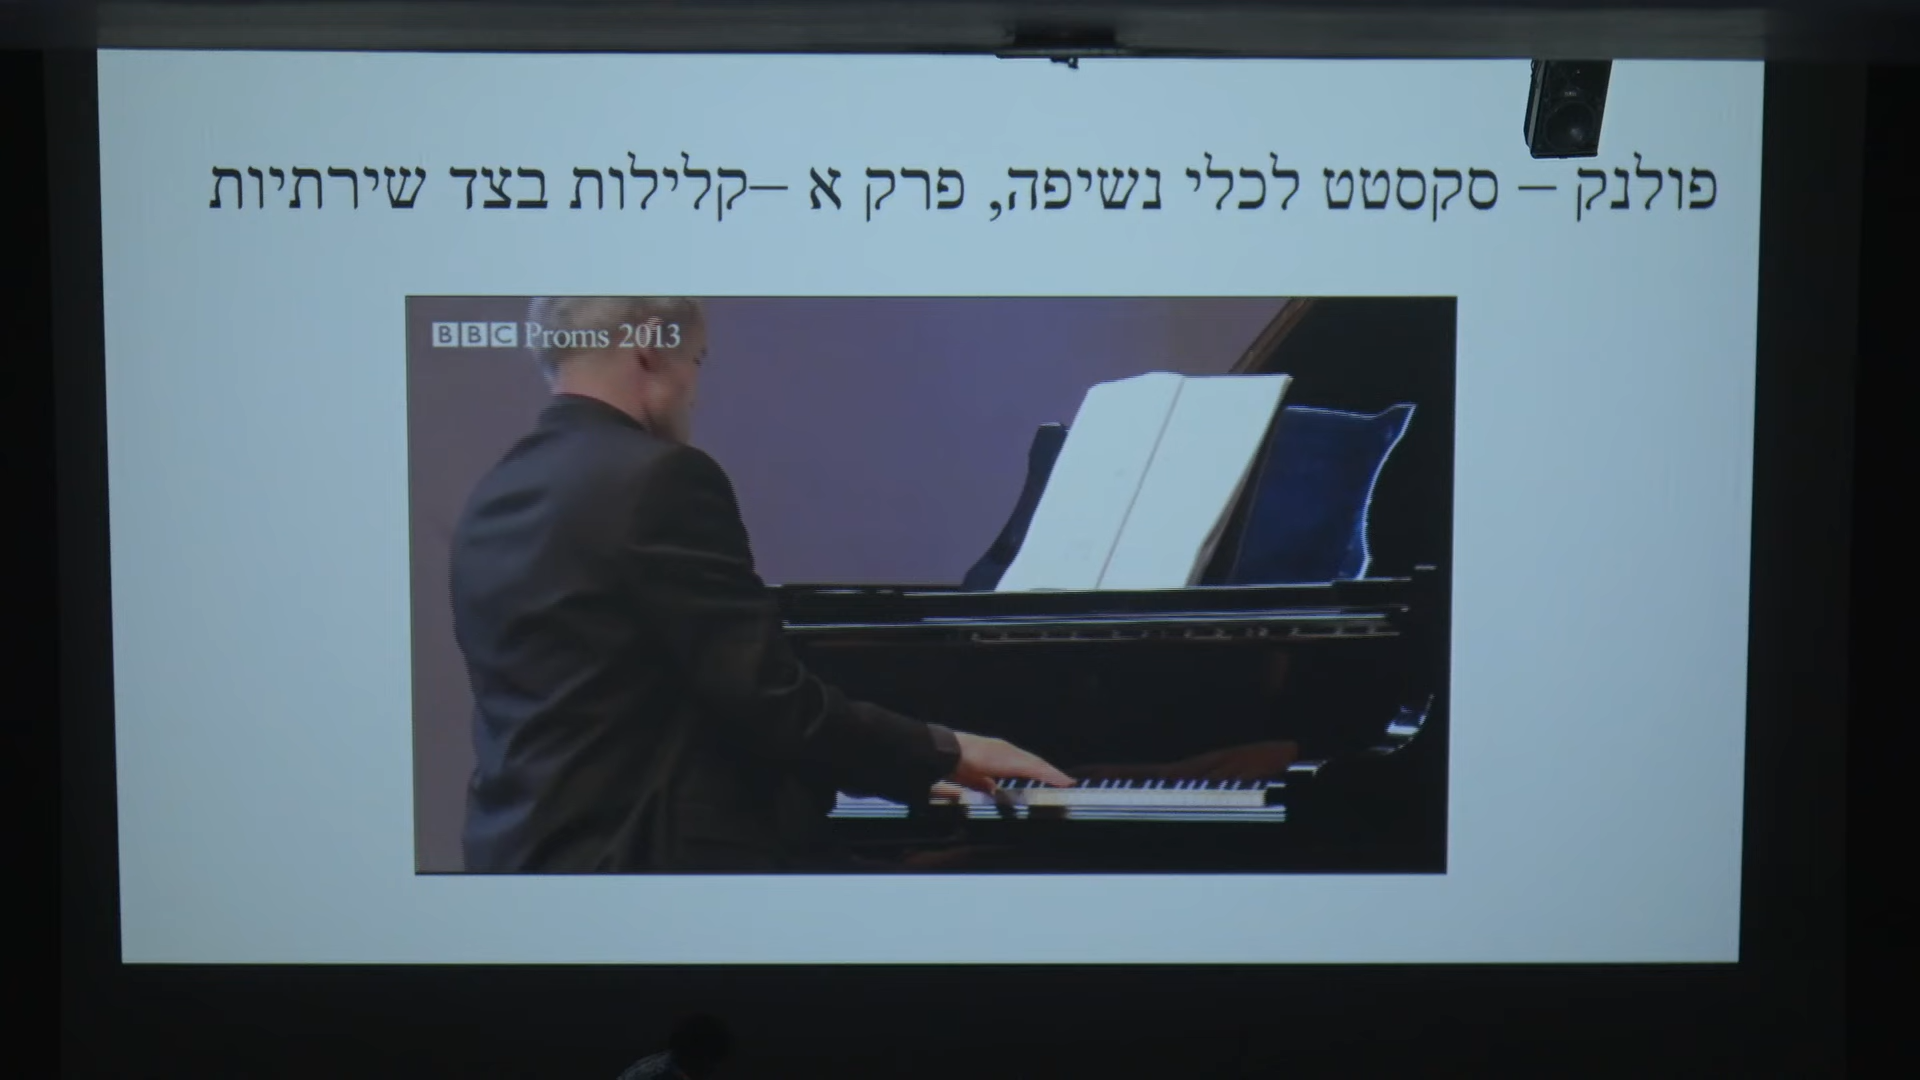 פולנק – סקסטט לכלי נשיפה, פרק א –קלילות בצד שירתיות
BBC Proms 2013